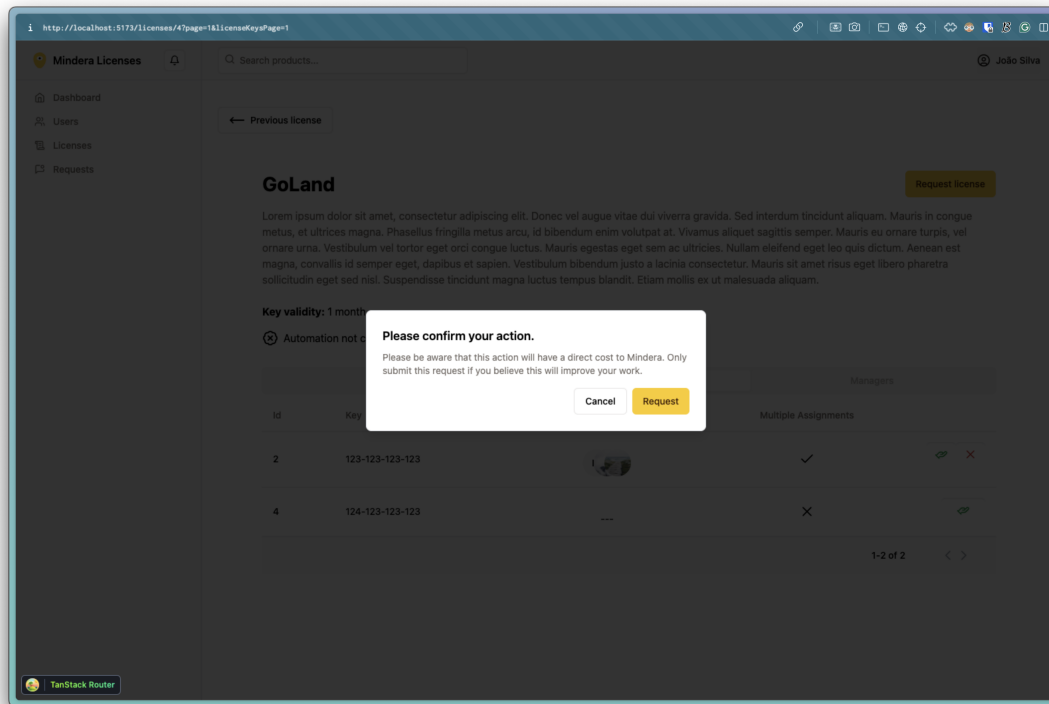 http://localhost:5173/licenses/4?page=1&licenseKeysPage=1
Mindera Licenses
Search products...
João Silva
Dashboard
Users
Licenses
Requests
Previous license
GoLand
Request license
Lorem ipsum dolor sit amet, consectetur adipiscing elit. Donec vel augue vitae dui viverra gravida. Sed interdum tincidunt aliquam. Mauris in congue
metus, et ultrices magna. Phasellus fringilla metus arcu, id bibendum enim volutpat at. Vivamus aliquet sagittis semper. Mauris eu ornare turpis, vel
ornare urna. Vestibulum vel tortor eget orci congue luctus. Mauris egestas eget sem ac ultricies. Nullam eleifend eget leo quis dictum. Aenean est
magna, convallis id semper eget, dapibus et sapien. Vestibulum bibendum justo a lacinia consectetur. Mauris sit amet risus eget libero pharetra
sollicitudin eget sed nisl. Suspendisse tincidunt magna luctus tempus blandit. Etiam mollis ex ut malesuada aliquam.
Key validity: 1 month
Automation not c
Please confirm your action.
Please be aware that this action will have a direct cost to Mindera. Only
submit this request if you believe this will improve your work.
Cancel
Request
Managers
Id
Key
Multiple Assignments
2
123-123-123-123
4
124-123-123-123
---
1-2 of 2
TanStack Router